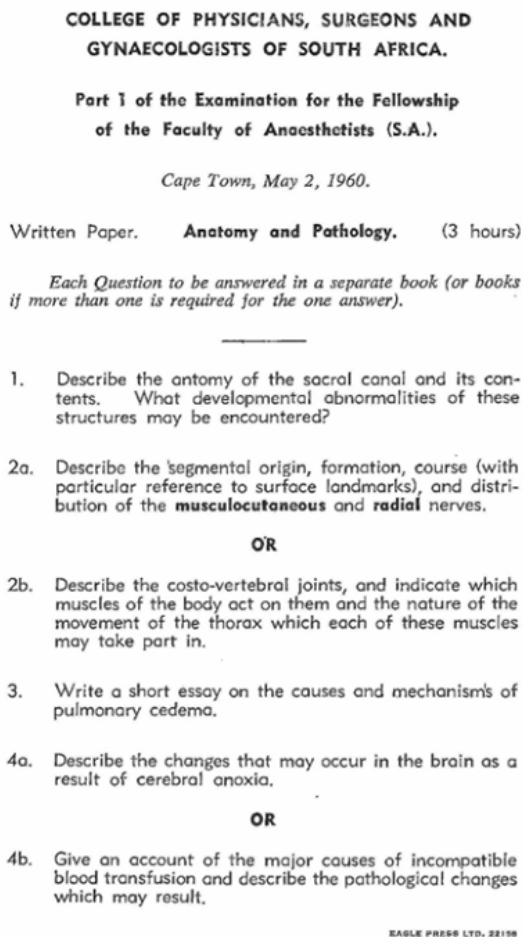 COLLEGE OF PHYSICIANS, SURGEONS AND
GYNAECOLOGISTS OF SOUTH AFRICA.
Part 1 of the Examination for the Fellowship
of the Faculty of Anaesthetists (S.A.).
Cape Town, May 2, 1960.
Written Paper. Anatomy and Pathology. (3 hours)
Each Question to be answered in a separate book (or books
if more than one is required for the one answer).
1. Describe the antomy of the sacral canal and its con-
tents. What developmental abnormalities of these
structures may be encountered?
2a. Describe the segmental origin, formation, course (with
particular reference to surface landmarks), and distri-
bution of the musculocutaneous and radial nerves.
OR
2b. Describe the costo-vertebral joints, and indicate which
muscles of the body act on them and the nature of the
movement of the thorax which each of these muscles
may take part in.
3. Write a short essay on the causes and mechanism's of
pulmonary cedema.
4a. Describe the changes that may occur in the brain as a
result of cerebral anoxia.
OR
4b. Give an account of the major causes of incompatible
blood transfusion and describe the pathological changes
which may result.
EAGLE PRESS LTD. 22158